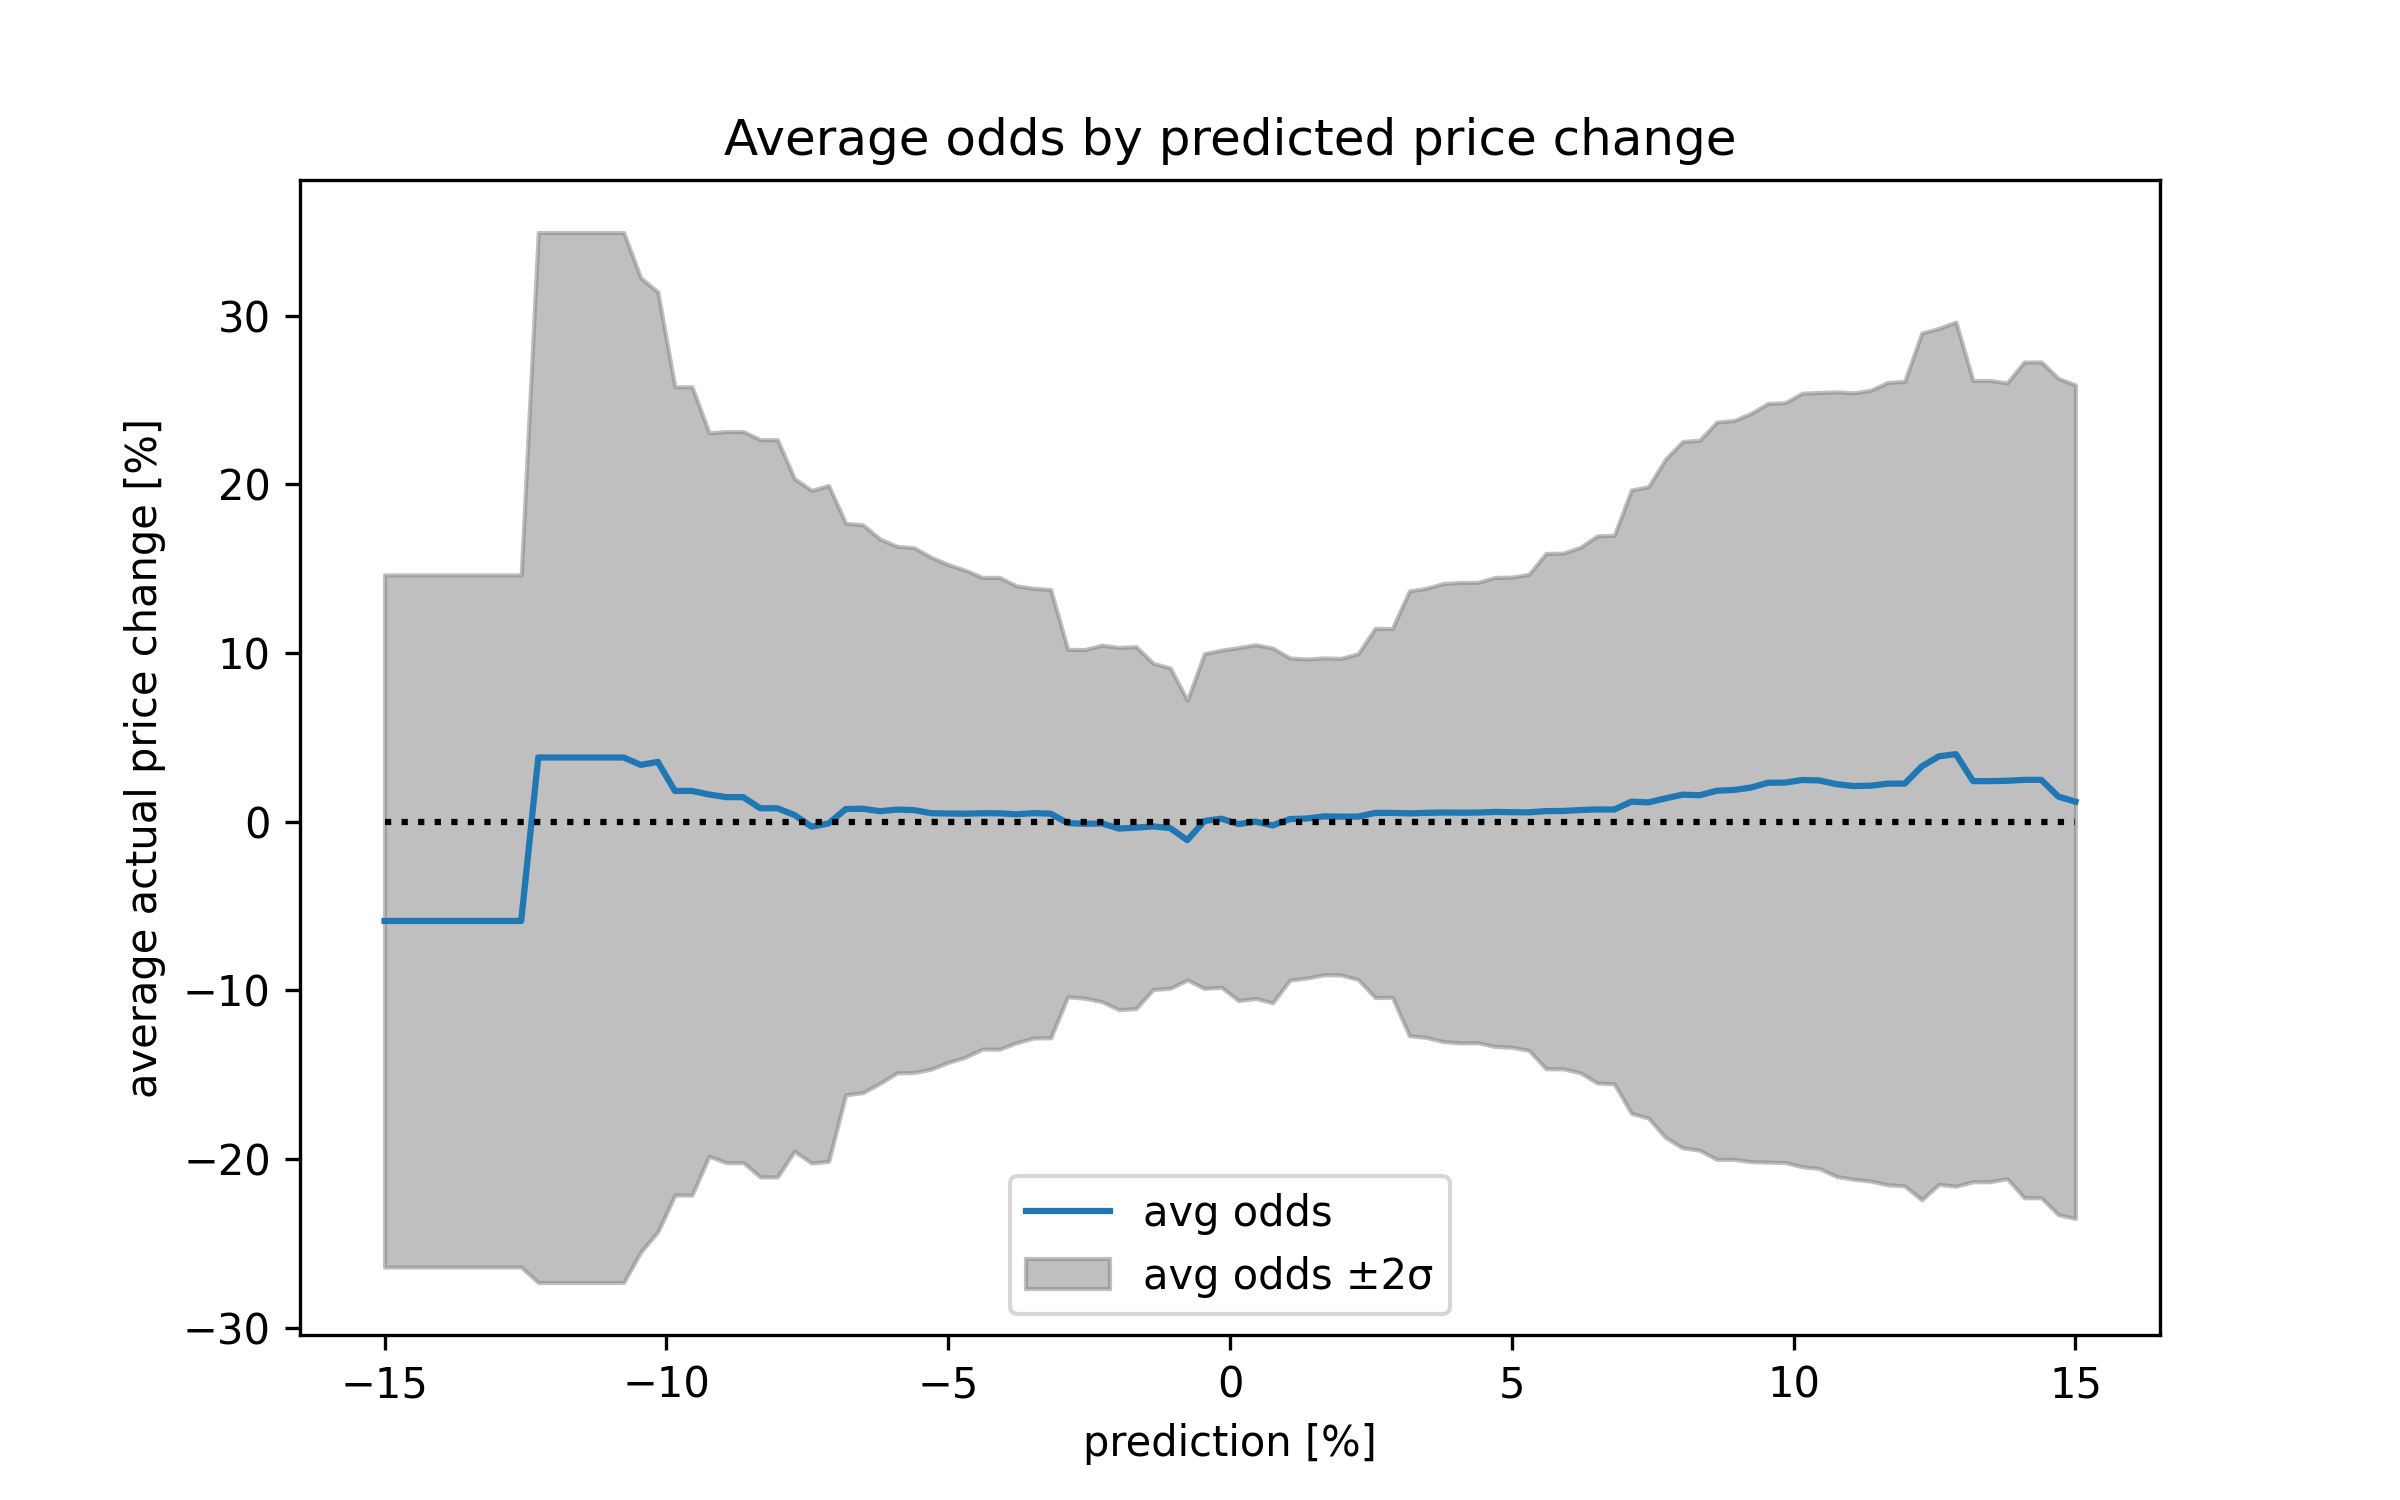 Average odds by predicted price change
average actual price change [%]
30
20
10
0
−10
−20
−30
avg odds
avg odds ±2σ
−15
−10
−5
0
5
10
15
prediction [%]